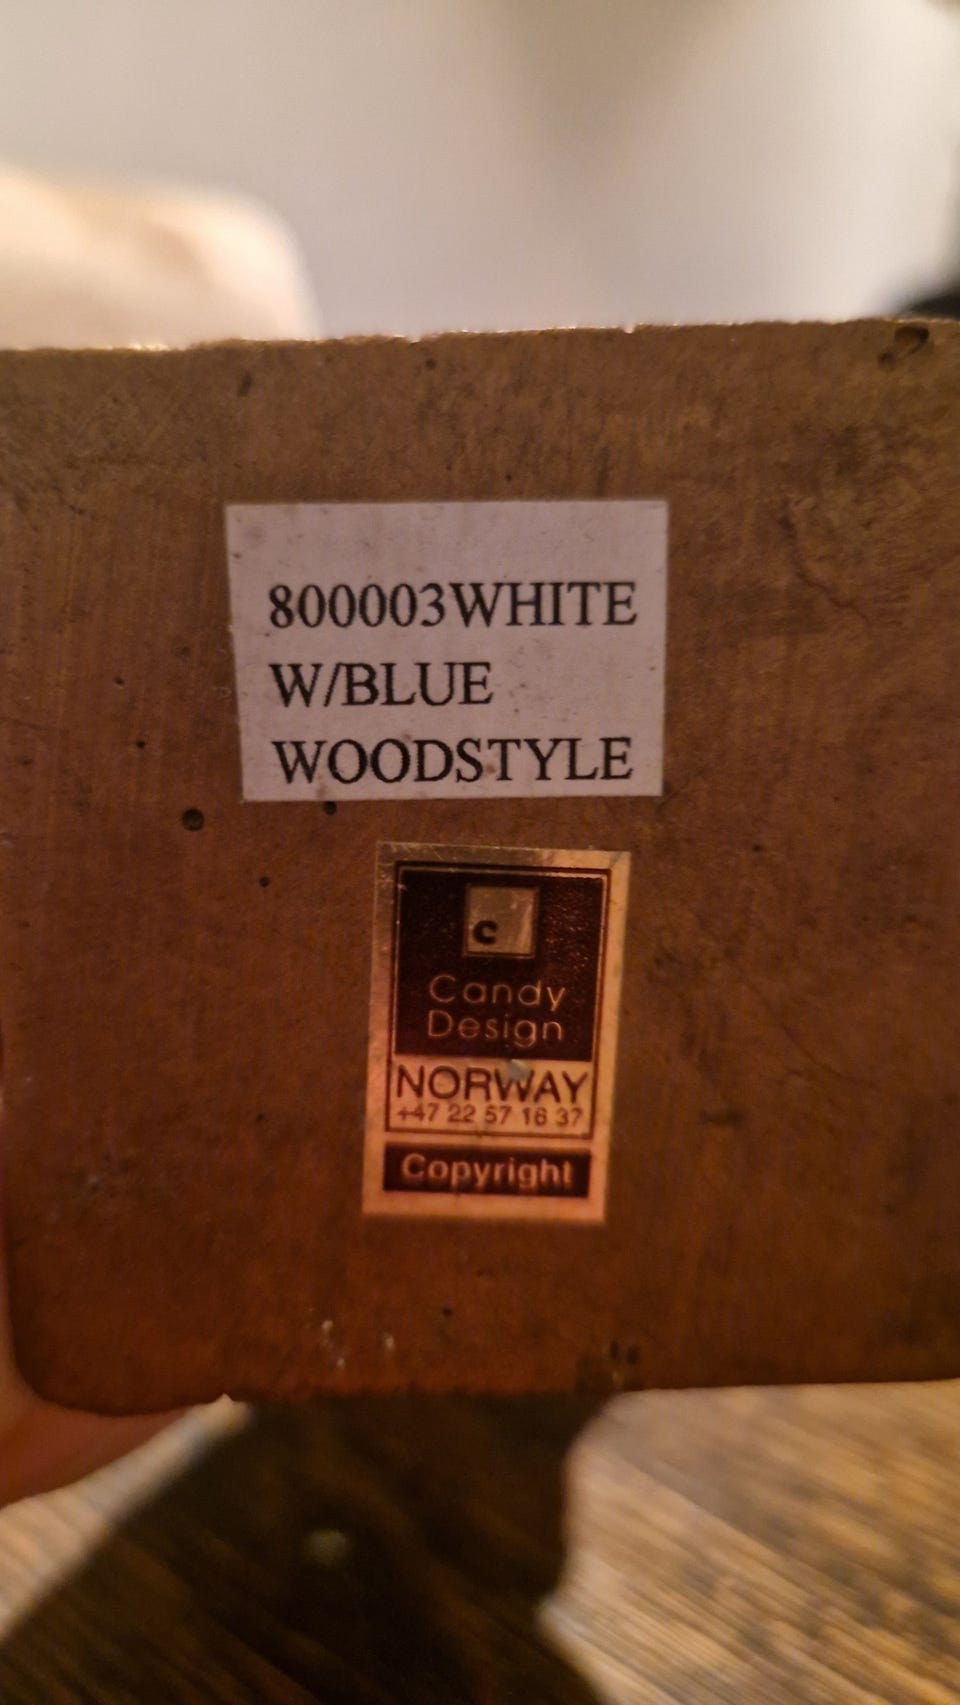 800003WHITE
W/BLUE
WOODSTYLE
c
Candy
Design
NORWAY
+47 22 57 16 37
Copyright